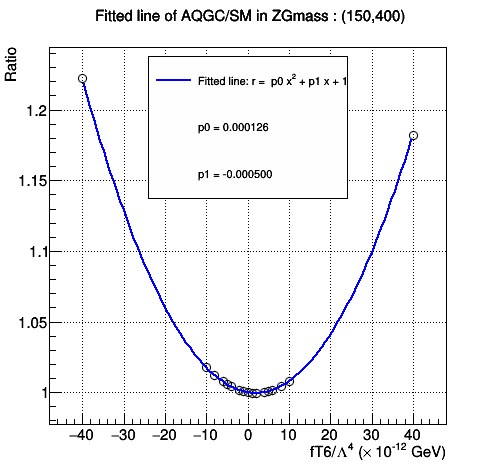 Fitted line of AQGC/SM in ZGmass : (150,400)
Ratio
Fitted line: r = p0 x² + p1 x + 1
p0 = 0.000126
p1 = -0.000500
1.2
1.15
1.1
1.05
1
−40 −30 −20 −10 0 10 20 30 40
fT6/Λ⁴ (× 10⁻¹² GeV)